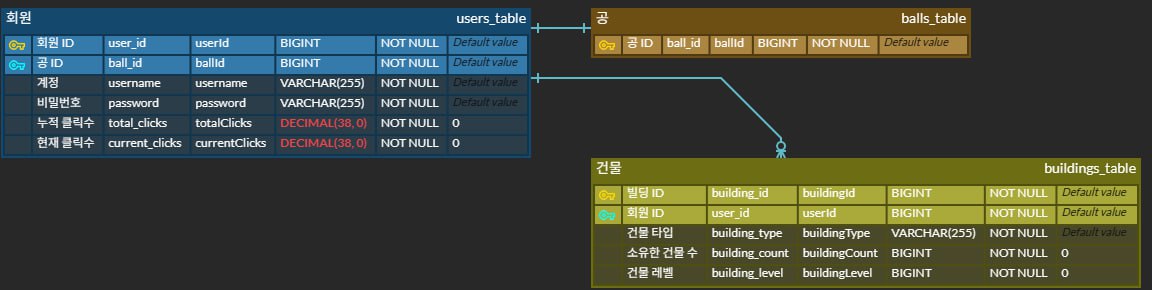 회원 users_table
회원 ID user_id userId BIGINT NOT NULL Default value
공 ID ball_id ballId BIGINT NOT NULL Default value
계정 username username VARCHAR(255) NOT NULL Default value
비밀번호 password password VARCHAR(255) NOT NULL Default value
누적 클릭수 total_clicks totalClicks DECIMAL(38, 0) NOT NULL 0
현재 클릭수 current_clicks currentClicks DECIMAL(38, 0) NOT NULL 0
공 balls_table
공 ID ball_id ballId BIGINT NOT NULL Default value
건물 buildings_table
빌딩 ID building_id buildingId BIGINT NOT NULL Default value
회원 ID user_id userId BIGINT NOT NULL Default value
건물 타입 building_type buildingType VARCHAR(255) NOT NULL Default value
소유한 건물 수 building_count buildingCount BIGINT NOT NULL 0
건물 레벨 building_level buildingLevel BIGINT NOT NULL 0